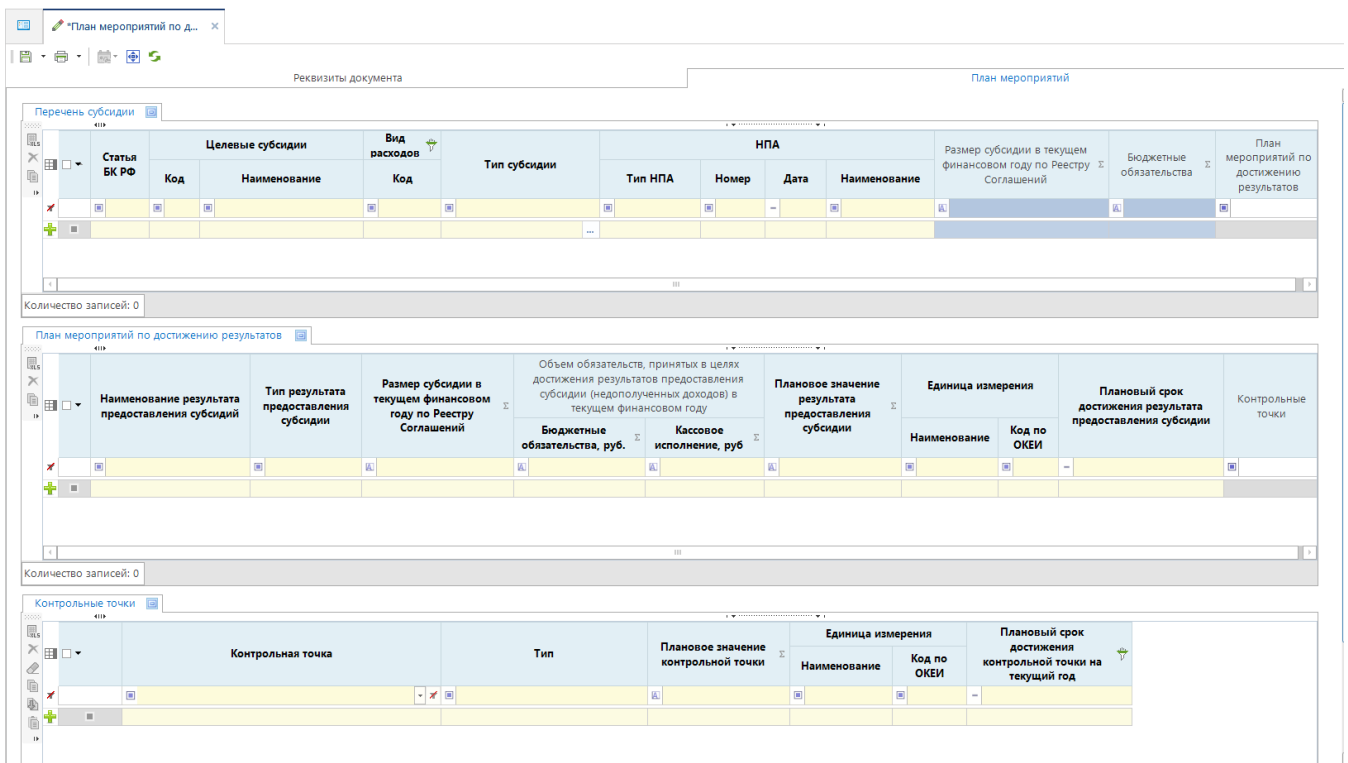 *План мероприятий по д...
Реквизиты документа
План мероприятий
Перечень субсидии
Статья БК РФ
Целевые субсидии
Код
Наименование
Вид расходов
Код
Тип субсидии
НПА
Тип НПА
Номер
Дата
Наименование
Размер субсидии в текущем
финансовом году по Реестру
Соглашений
Бюджетные
обязательства
План
мероприятий по
достижению
результатов
Количество записей: 0
План мероприятий по достижению результатов
Наименование результата
предоставления субсидий
Тип результата
предоставления
субсидии
Размер субсидии в
текущем финансовом
году по Реестру
Соглашений
Объем обязательств, принятых в целях
достижения результатов предоставления
субсидии (недополученных доходов) в
текущем финансовом году
Бюджетные
обязательства, руб.
Кассовое
исполнение, руб
Плановое значение
результата
предоставления
субсидии
Единица измерения
Наименование
Код по
ОКЕИ
Плановый срок
достижения результата
предоставления субсидии
Контрольные
точки
Количество записей: 0
Контрольные точки
Контрольная точка
Тип
Плановое значение
контрольной точки
Единица измерения
Наименование
Код по
ОКЕИ
Плановый срок
достижения
контрольной точки на
текущий год